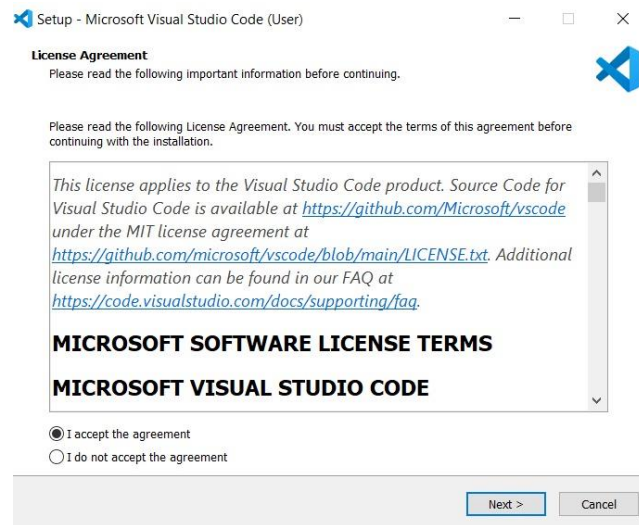 Setup - Microsoft Visual Studio Code (User)
License Agreement
Please read the following important information before continuing.
Please read the following License Agreement. You must accept the terms of this agreement before
continuing with the installation.
This license applies to the Visual Studio Code product. Source Code for
Visual Studio Code is available at https://github.com/Microsoft/vscode
under the MIT license agreement at
https://github.com/microsoft/vscode/blob/main/LICENSE.txt. Additional
license information can be found in our FAQ at
https://code.visualstudio.com/docs/supporting/faq.
MICROSOFT SOFTWARE LICENSE TERMS
MICROSOFT VISUAL STUDIO CODE
I accept the agreement
I do not accept the agreement
Next >
Cancel